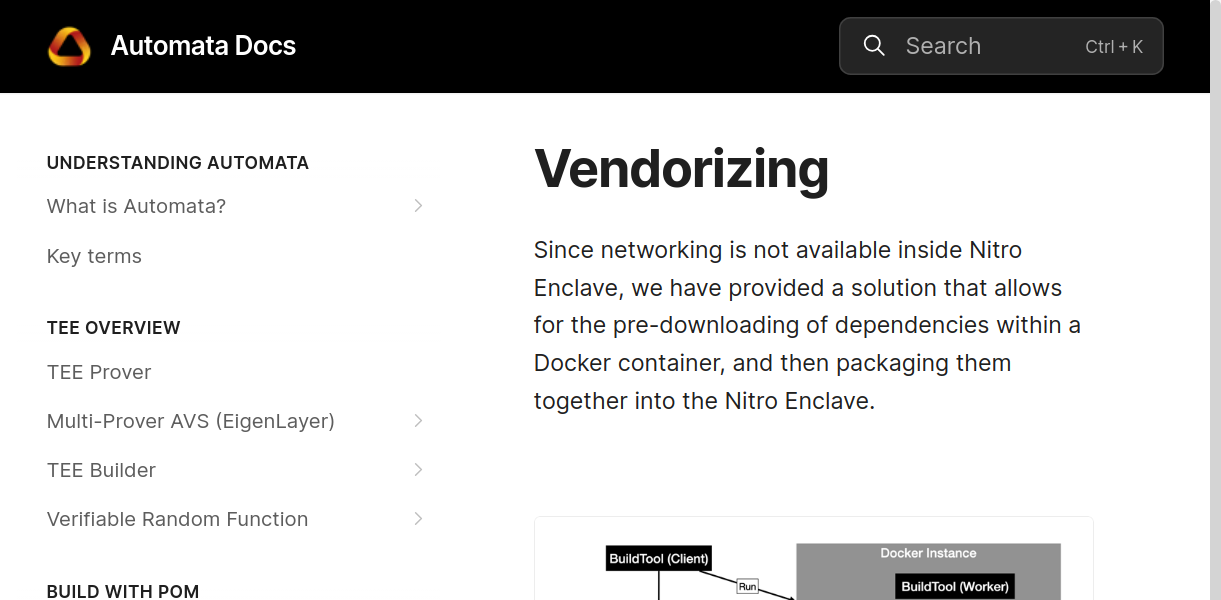 Automata Docs
Search
Ctrl + K
UNDERSTANDING AUTOMATA
What is Automata?
Key terms
TEE OVERVIEW
TEE Prover
Multi-Prover AVS (EigenLayer)
TEE Builder
Verifiable Random Function
BUILD WITH POM
Vendorizing
Since networking is not available inside Nitro
Enclave, we have provided a solution that allows
for the pre-downloading of dependencies within a
Docker container, and then packaging them
together into the Nitro Enclave.
BuildTool (Client)
Run
Docker Instance
BuildTool (Worker)